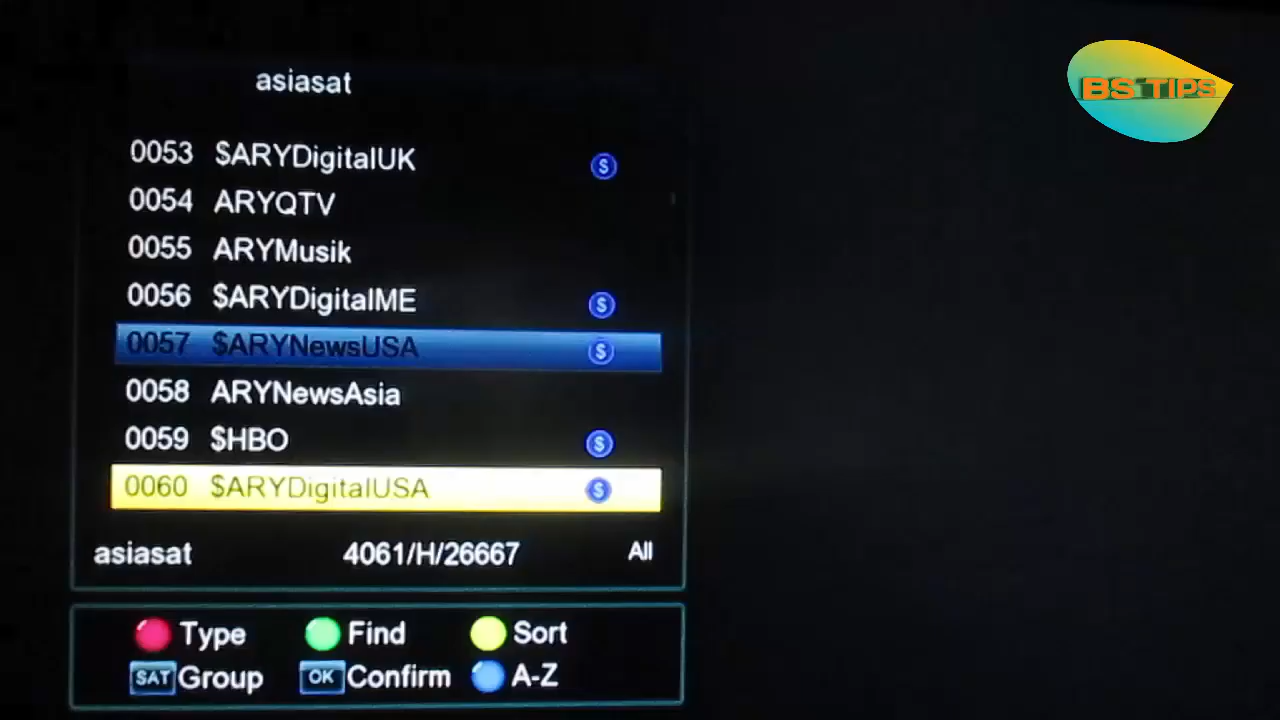 BS TIPS
asiasat
0053 $ARYDigitalUK $
0054 ARYQTV
0055 ARYMusik
0056 $ARYDigitalME $
0057 $ARYNewsUSA $
0058 ARYNewsAsia
0059 $HBO $
0060 $ARYDigitalUSA $
asiasat 4061/H/26667 All
Type Find Sort
SAT Group OK Confirm A-Z